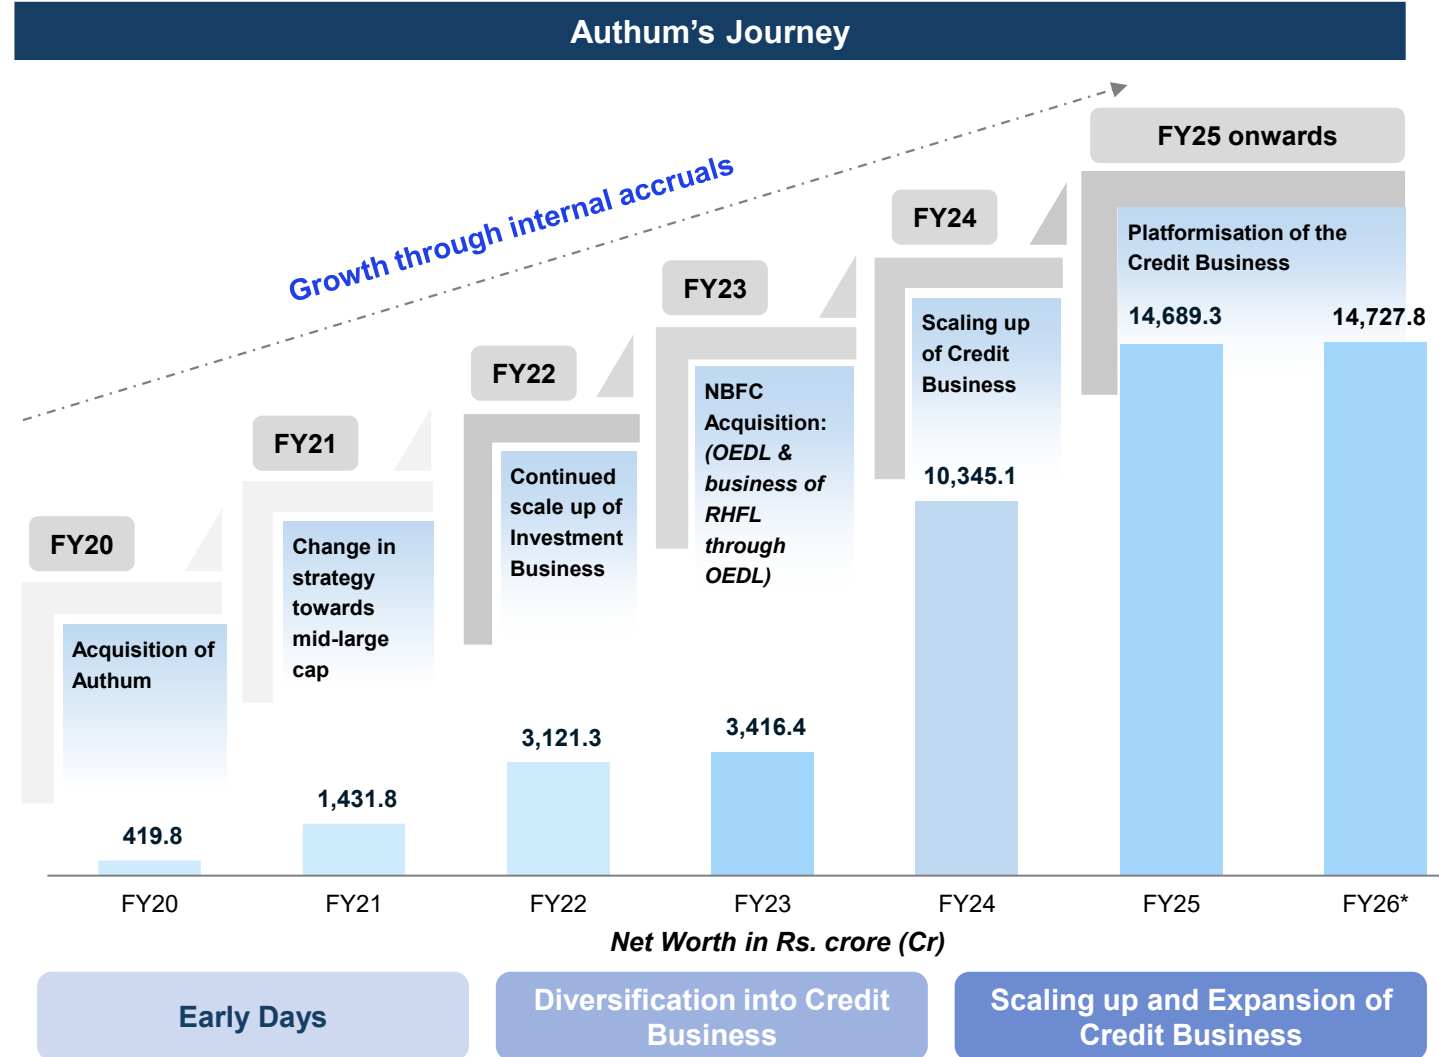 Authum’s Journey
Growth through internal accruals
FY20
Acquisition of
Authum
FY21
Change in
strategy
towards
mid-large
cap
FY22
Continued
scale up of
Investment
Business
FY23
NBFC
Acquisition:
(OEDL &
business of
RHFL
through
OEDL)
FY24
Scaling up
of Credit
Business
FY25 onwards
Platformisation of the
Credit Business
419.8
1,431.8
3,121.3
3,416.4
10,345.1
14,689.3
14,727.8
FY20
FY21
FY22
FY23
FY24
FY25
FY26*
Net Worth in Rs. crore (Cr)
Early Days
Diversification into Credit
Business
Scaling up and Expansion of
Credit Business